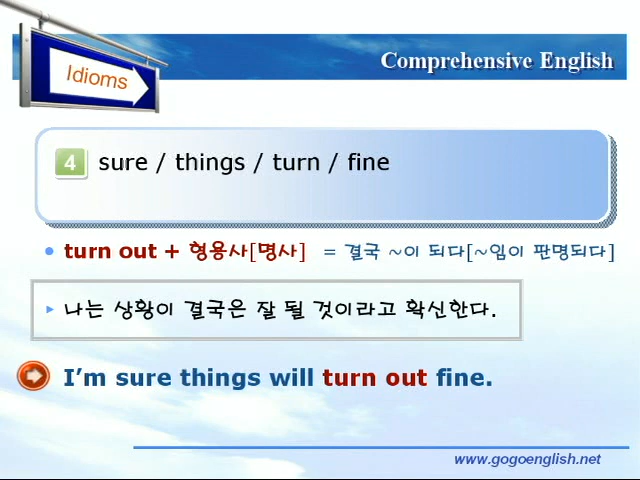 Comprehensive English
Idioms
4 sure / things / turn / fine
turn out + 형용사[명사] = 결국 ~이 되다[~임이 판명되다]
나는 상황이 결국은 잘 될 것이라고 확신한다.
I'm sure things will turn out fine.
www.gogoenglish.net